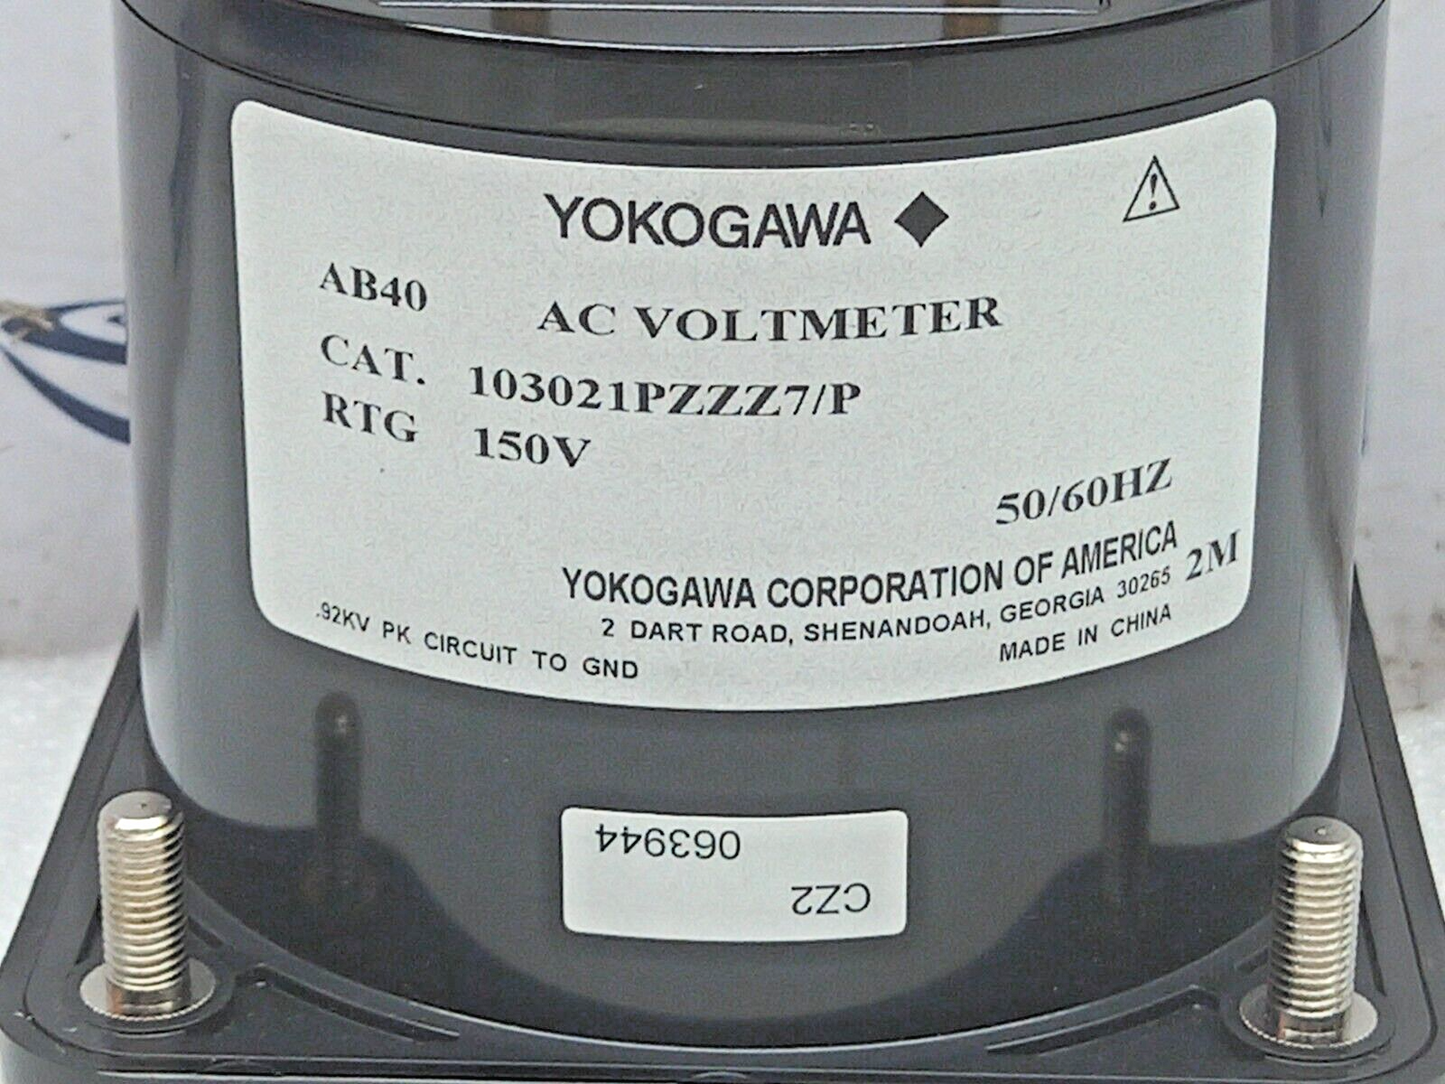 YOKOGAWA
AB40
AC VOLTMETER
CAT. 103021PZZZ7/P
RTG 150V
50/60HZ
YOKOGAWA CORPORATION OF AMERICA
2M
2 DART ROAD, SHENANDOAH, GEORGIA 30265
MADE IN CHINA
.92KV PK CIRCUIT TO GND
CZ2
063944